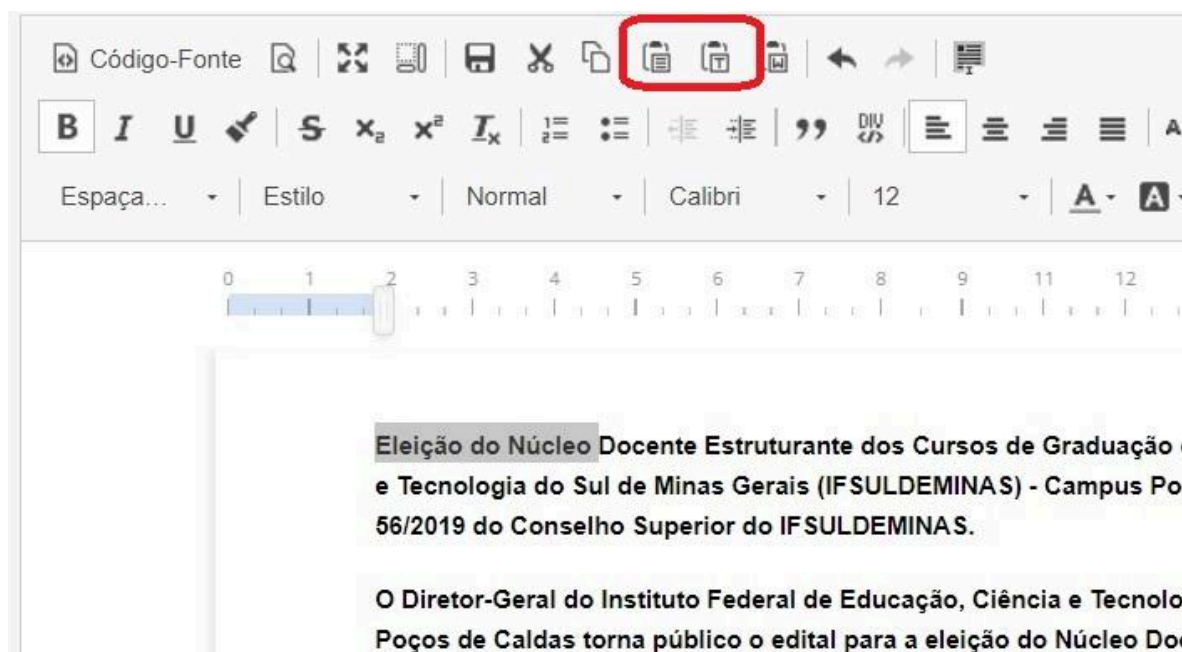 Código-Fonte
B I U S x₂ x² Iₓ DIV A
Espaça... Estilo Normal Calibri 12 A A
0 1 2 3 4 5 6 7 8 9 11 12
Eleição do Núcleo Docente Estruturante dos Cursos de Graduação
e Tecnologia do Sul de Minas Gerais (IFSULDEMINAS) - Campus Po
56/2019 do Conselho Superior do IFSULDEMINAS.
O Diretor-Geral do Instituto Federal de Educação, Ciência e Tecnolo
Poços de Caldas torna público o edital para a eleição do Núcleo Do